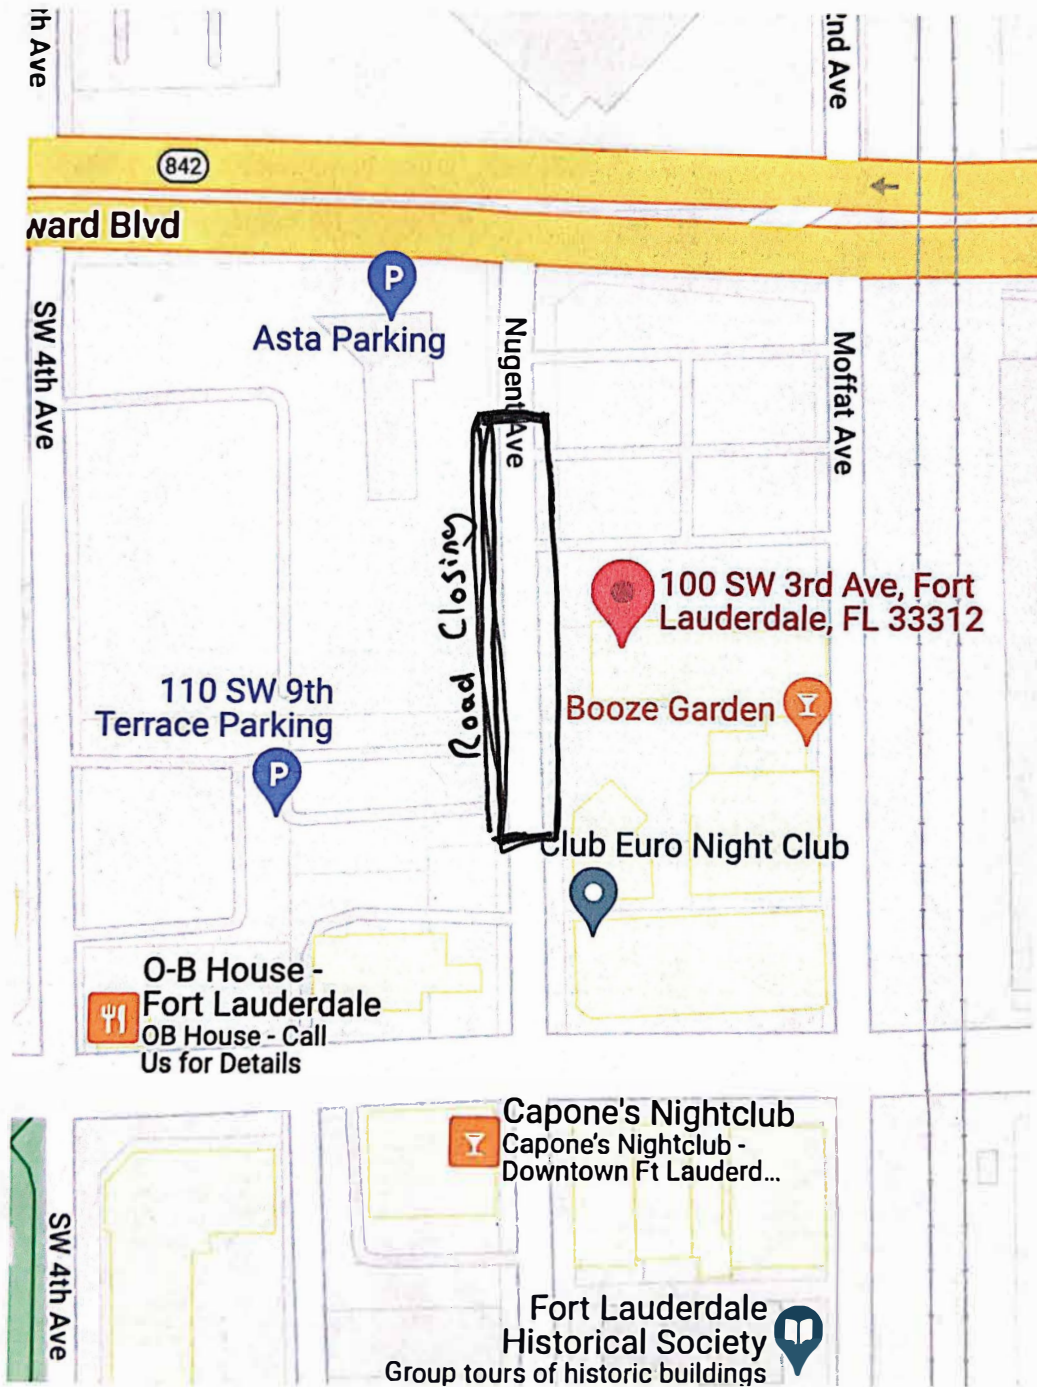 th Ave
2nd Ave
842
ward Blvd
SW 4th Ave
Asta Parking
Nugent Ave
Moffat Ave
Road Closing
100 SW 3rd Ave, Fort
Lauderdale, FL 33312
110 SW 9th
Terrace Parking
Booze Garden
Club Euro Night Club
O-B House -
Fort Lauderdale
OB House - Call
Us for Details
Capone's Nightclub
Capone's Nightclub -
Downtown Ft Lauderd...
SW 4th Ave
Fort Lauderdale
Historical Society
Group tours of historic buildings